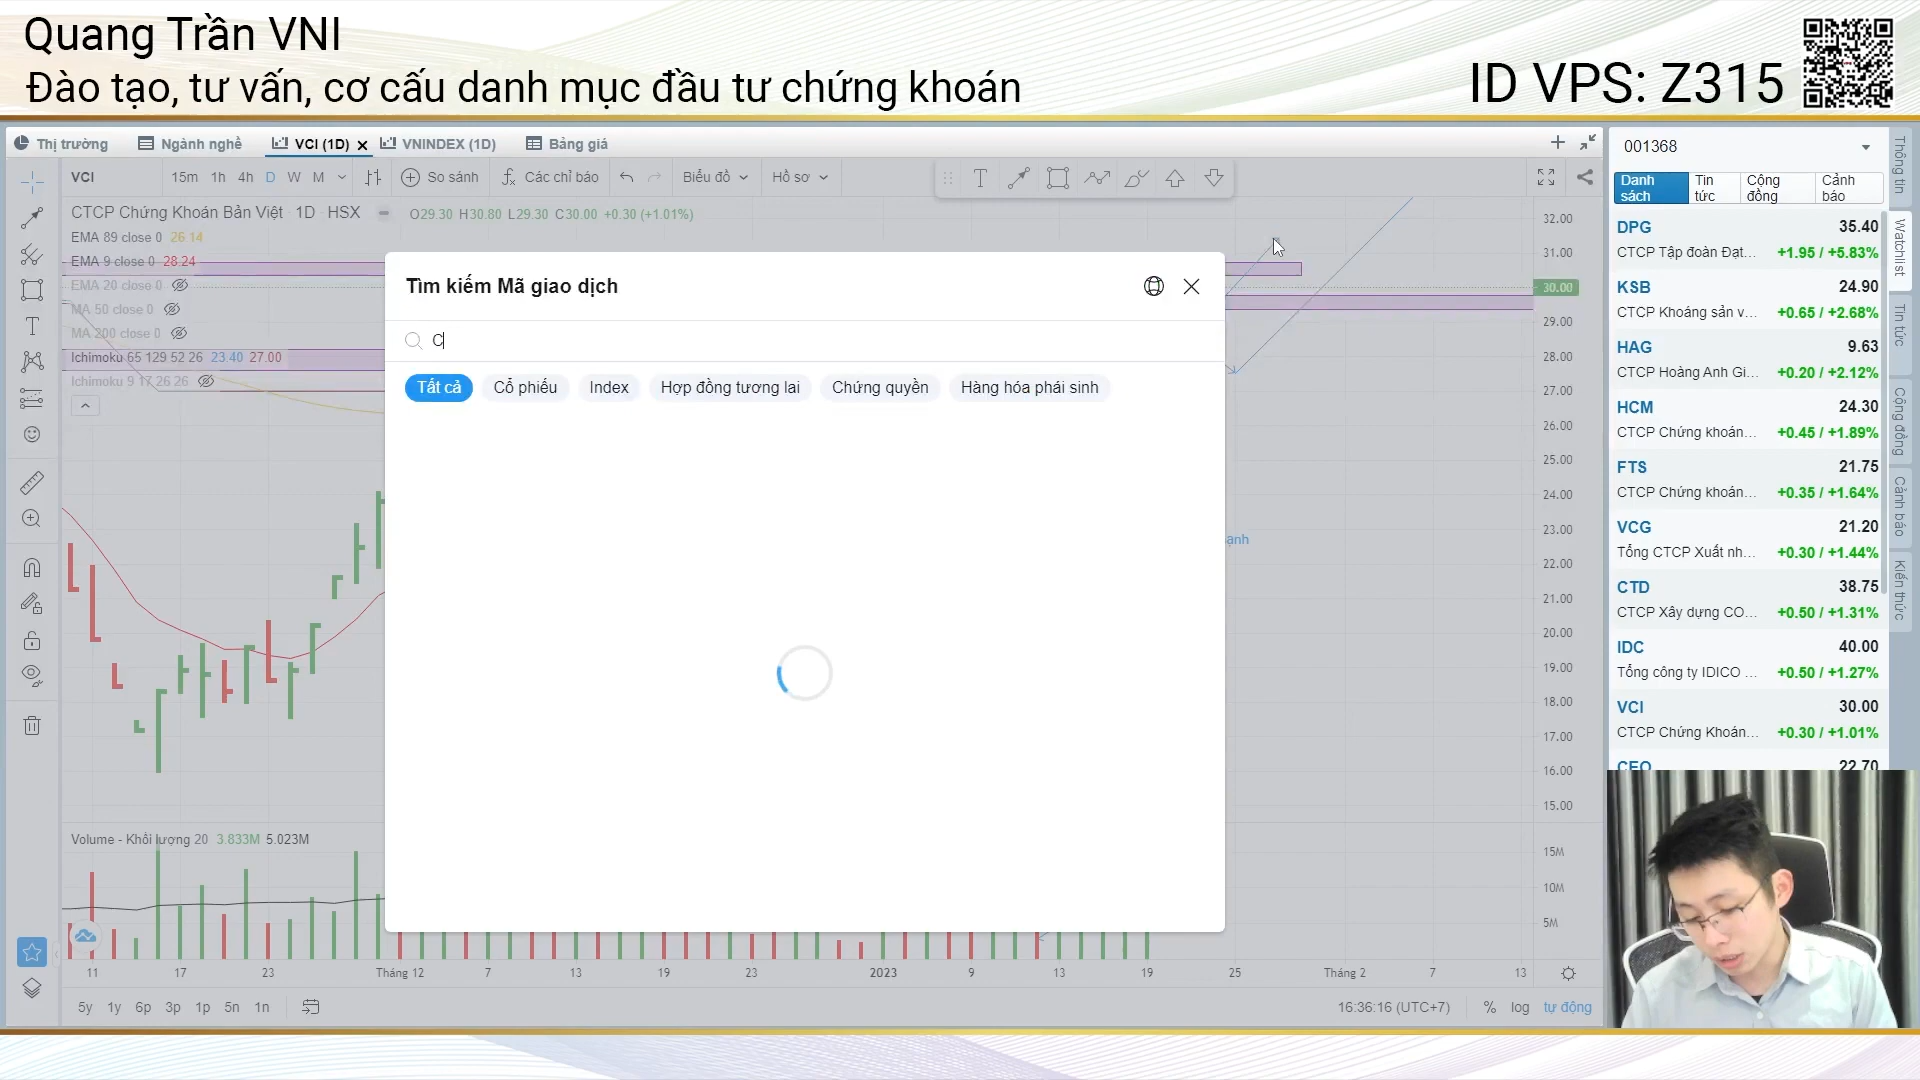 Quang Trần VNI
Đào tạo, tư vấn, cơ cấu danh mục đầu tư chứng khoán
ID VPS: Z315
Thị trường
Ngành nghề
VCI (1D)
VNINDEX (1D)
Bảng giá
VCI
15m 1h 4h D W M
So sánh
Các chỉ báo
Biểu đồ
Hồ sơ
CTCP Chứng Khoán Bản Việt 1D HSX
O29.30 H30.80 L29.30 C30.00 +0.30 (+1.01%)
EMA 89 close 0 26.14
EMA 9 close 0 28.24
EMA 20 close 0
MA 50 close 0
MA 200 close 0
Ichimoku 65 129 52 26 23.40 27.00
Ichimoku 9 17 26 26
Tìm kiếm Mã giao dịch
C
Tất cả
Cổ phiếu
Index
Hợp đồng tương lai
Chứng quyền
Hàng hóa phái sinh
ạnh
32.00
31.00
30.00
29.00
28.00
27.00
26.00
25.00
24.00
23.00
22.00
21.00
20.00
19.00
18.00
17.00
16.00
15.00
Volume - Khối lượng 20 3.833M 5.023M
15M
10M
5M
11 17 23 Tháng 12 7 13 19 23 2023 9 13 19 25 Tháng 2 7 13
5y 1y 6p 3p 1p 5n 1n
16:36:16 (UTC+7)
% log tự động
001368
Danh sách
Tin tức
Cộng đồng
Cảnh báo
DPG 35.40
CTCP Tập đoàn Đạt... +1.95 / +5.83%
KSB 24.90
CTCP Khoáng sản v... +0.65 / +2.68%
HAG 9.63
CTCP Hoàng Anh Gi... +0.20 / +2.12%
HCM 24.30
CTCP Chứng khoán... +0.45 / +1.89%
FTS 21.75
CTCP Chứng khoán... +0.35 / +1.64%
VCG 21.20
Tổng CTCP Xuất nh... +0.30 / +1.44%
CTD 38.75
CTCP Xây dựng CO... +0.50 / +1.31%
IDC 40.00
Tổng công ty IDICO ... +0.50 / +1.27%
VCI 30.00
CTCP Chứng Khoán... +0.30 / +1.01%
CEO 22.70
Thông tin
Watchlist
Tin tức
Cộng đồng
Cảnh báo
Kiến thức